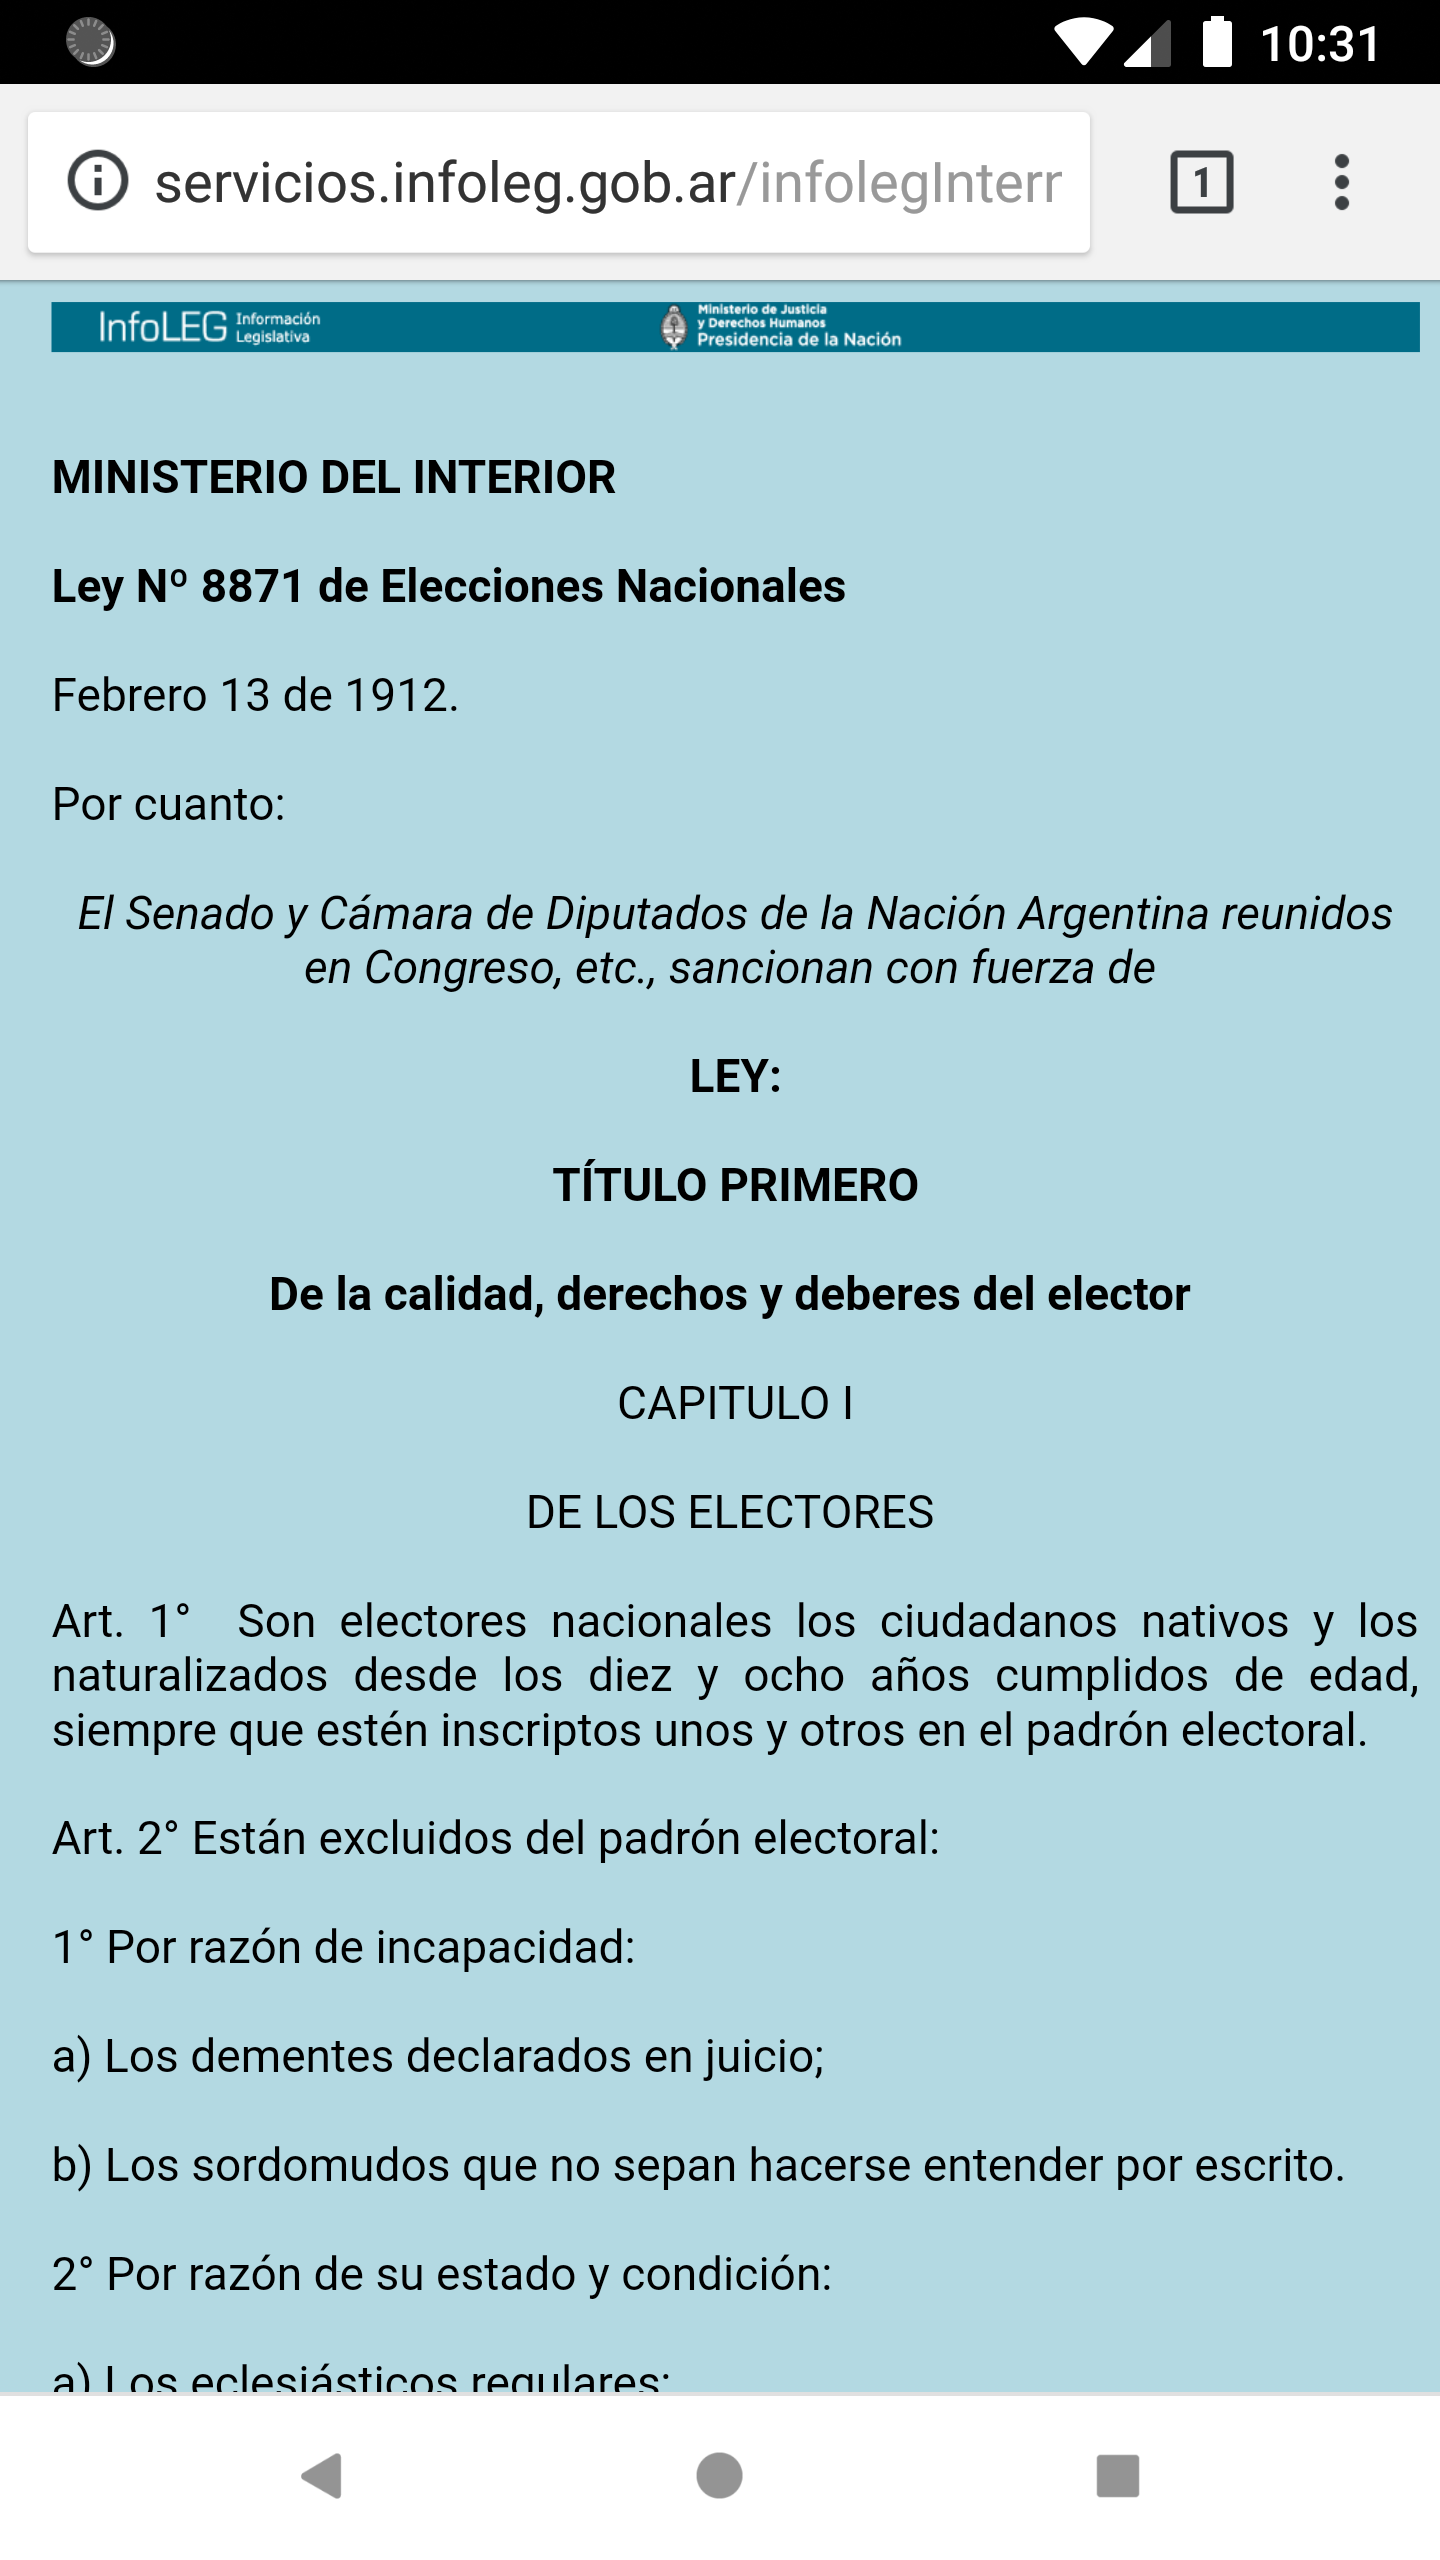 10:31
servicios.infoleg.gob.ar/infolegInterr
1
InfoLEG Información
Legislativa
Ministerio de Justicia
y Derechos Humanos
Presidencia de la Nación
MINISTERIO DEL INTERIOR
Ley Nº 8871 de Elecciones Nacionales
Febrero 13 de 1912.
Por cuanto:
El Senado y Cámara de Diputados de la Nación Argentina reunidos
en Congreso, etc., sancionan con fuerza de
LEY:
TÍTULO PRIMERO
De la calidad, derechos y deberes del elector
CAPITULO I
DE LOS ELECTORES
Art. 1° Son electores nacionales los ciudadanos nativos y los
naturalizados desde los diez y ocho años cumplidos de edad,
siempre que estén inscriptos unos y otros en el padrón electoral.
Art. 2° Están excluidos del padrón electoral:
1° Por razón de incapacidad:
a) Los dementes declarados en juicio;
b) Los sordomudos que no sepan hacerse entender por escrito.
2° Por razón de su estado y condición:
a) Los eclesiásticos regulares;